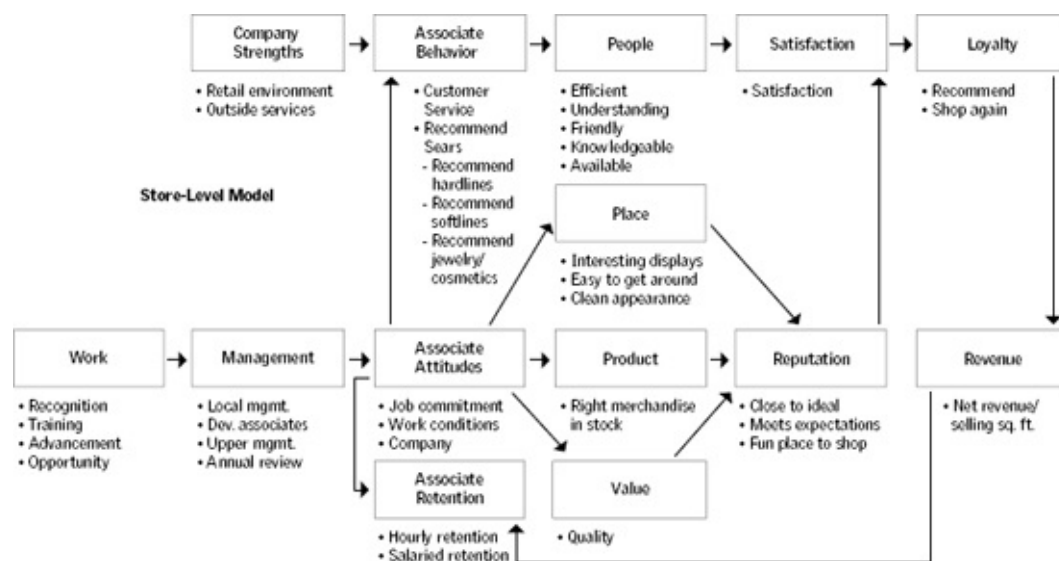 Company
Strengths
Associate
Behavior
People
Satisfaction
Loyalty
• Retail environment
• Outside services
• Customer
Service
• Recommend
Sears
- Recommend
hardlines
- Recommend
softlines
- Recommend
jewelry/
cosmetics
• Efficient
• Understanding
• Friendly
• Knowledgeable
• Available
• Satisfaction
• Recommend
• Shop again
Store-Level Model
Place
• Interesting displays
• Easy to get around
• Clean appearance
Work
Management
Associate
Attitudes
Product
Reputation
Revenue
• Recognition
• Training
• Advancement
• Opportunity
• Local mgmt.
• Dev. associates
• Upper mgmt.
• Annual review
• Job commitment
• Work conditions
• Company
• Right merchandise
in stock
• Close to ideal
• Meets expectations
• Fun place to shop
• Net revenue/
selling sq. ft.
Associate
Retention
Value
• Hourly retention
• Salaried retention
• Quality